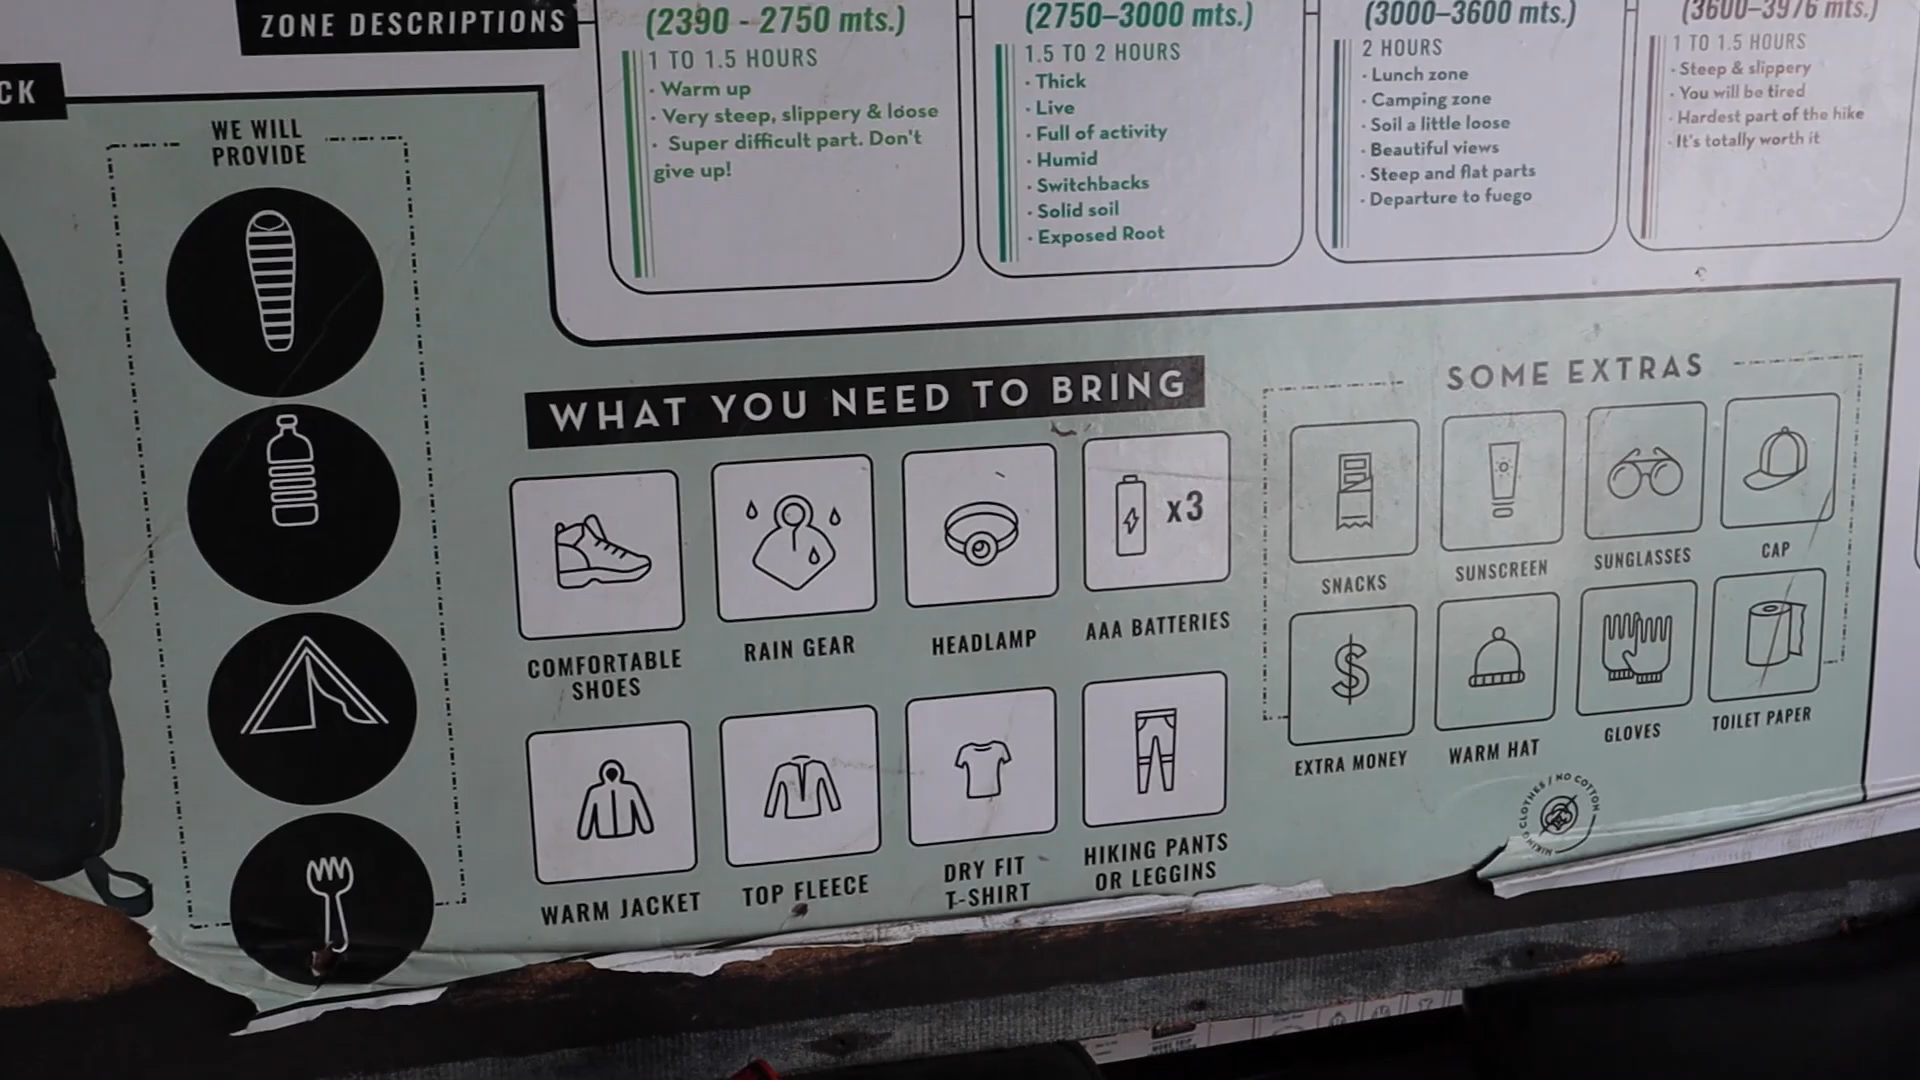 ZONE DESCRIPTIONS
CK
(2390 - 2750 mts.)
1 TO 1.5 HOURS
· Warm up
· Very steep, slippery & loose
· Super difficult part. Don't
give up!
(2750–3000 mts.)
1.5 TO 2 HOURS
· Thick
· Live
· Full of activity
· Humid
· Switchbacks
· Solid soil
· Exposed Root
(3000–3600 mts.)
2 HOURS
· Lunch zone
· Camping zone
· Soil a little loose
· Beautiful views
· Steep and flat parts
· Departure to fuego
(3600–3976 mts.)
1 TO 1.5 HOURS
· Steep & slippery
· You will be tired
· Hardest part of the hike
· It's totally worth it
WE WILL
PROVIDE
WHAT YOU NEED TO BRING
x3
COMFORTABLE
SHOES
RAIN GEAR
HEADLAMP
AAA BATTERIES
WARM JACKET
TOP FLEECE
DRY FIT
T-SHIRT
HIKING PANTS
OR LEGGINS
SOME EXTRAS
SNACKS
SUNSCREEN
SUNGLASSES
CAP
$
EXTRA MONEY
WARM HAT
GLOVES
TOILET PAPER
HIKING CLOTHES / NO COTTON